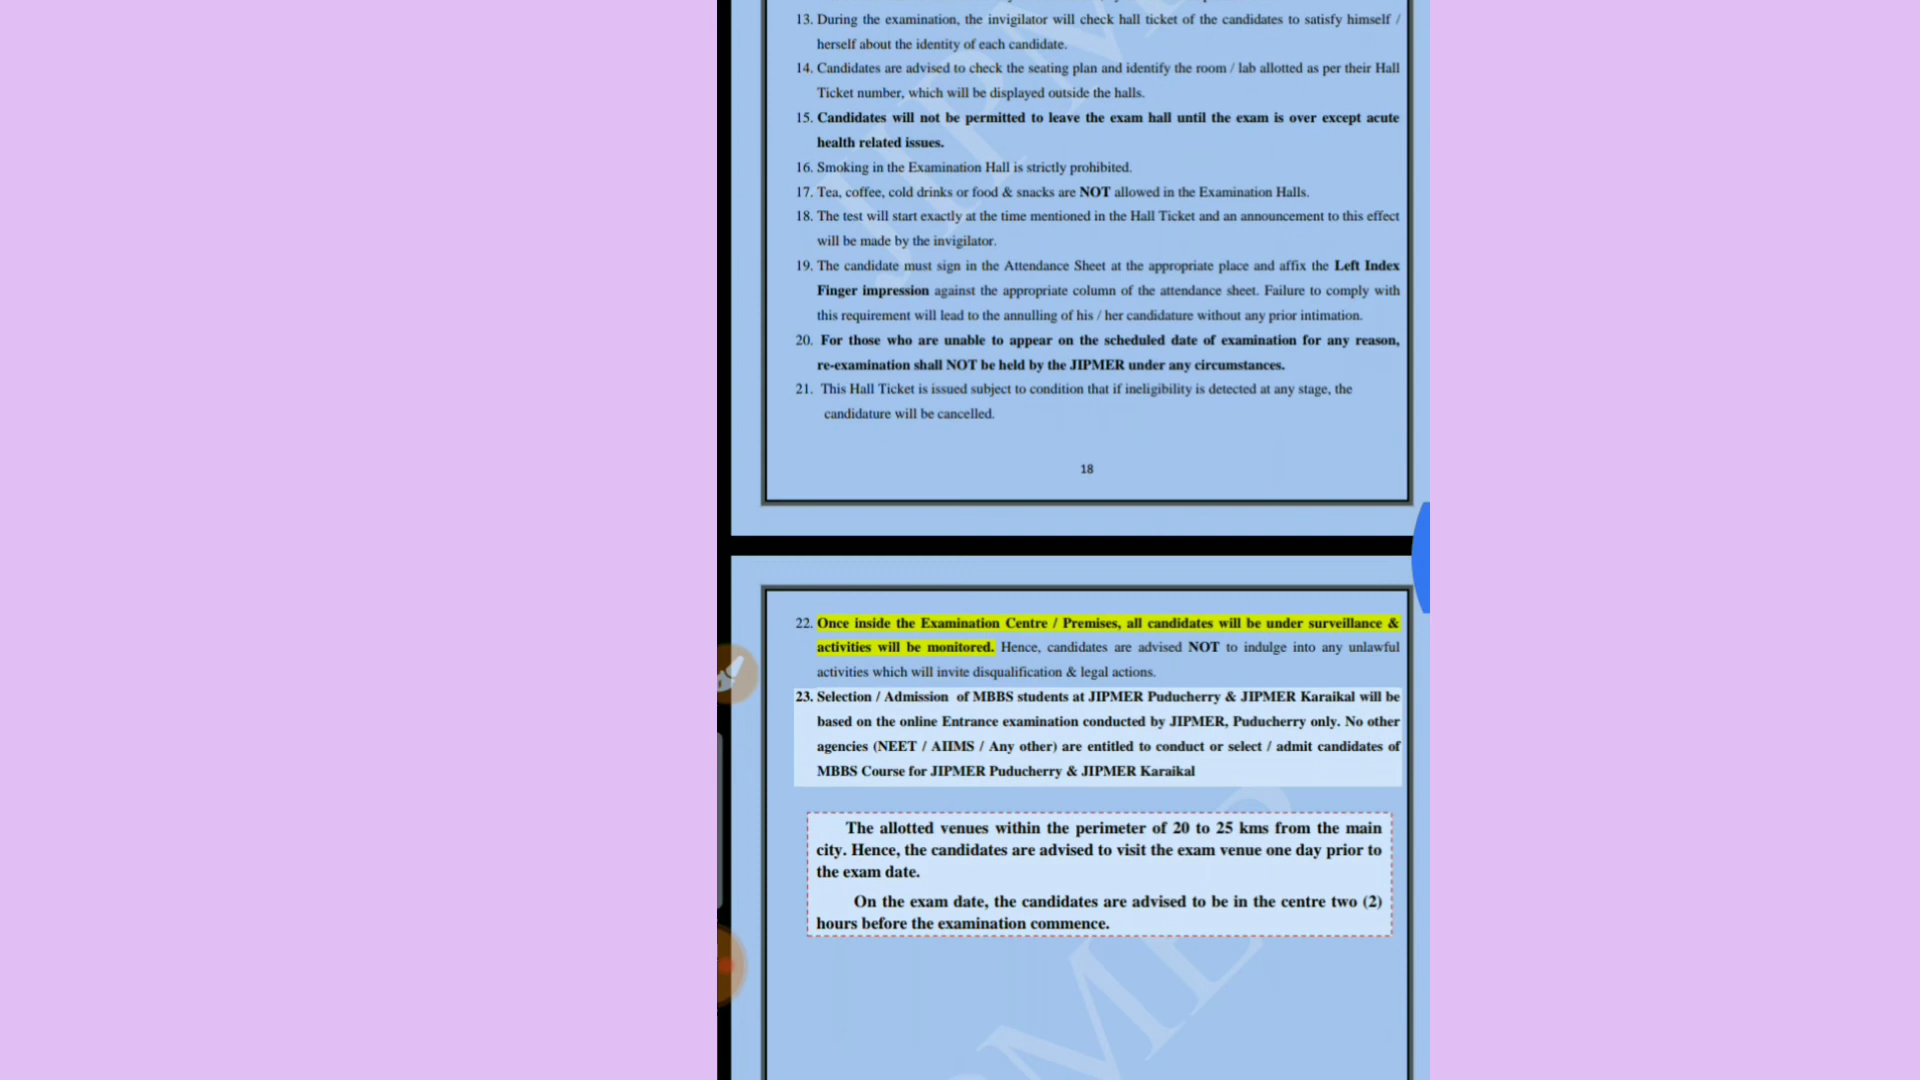 13. During the examination, the invigilator will check hall ticket of the candidates to satisfy himself /
herself about the identity of each candidate.
14. Candidates are advised to check the seating plan and identify the room / lab allotted as per their Hall
Ticket number, which will be displayed outside the halls.
15. Candidates will not be permitted to leave the exam hall until the exam is over except acute
health related issues.
16. Smoking in the Examination Hall is strictly prohibited.
17. Tea, coffee, cold drinks or food & snacks are NOT allowed in the Examination Halls.
18. The test will start exactly at the time mentioned in the Hall Ticket and an announcement to this effect
will be made by the invigilator.
19. The candidate must sign in the Attendance Sheet at the appropriate place and affix the Left Index
Finger impression against the appropriate column of the attendance sheet. Failure to comply with
this requirement will lead to the annulling of his / her candidature without any prior intimation.
20. For those who are unable to appear on the scheduled date of examination for any reason,
re-examination shall NOT be held by the JIPMER under any circumstances.
21. This Hall Ticket is issued subject to condition that if ineligibility is detected at any stage, the
candidature will be cancelled.
18
22. Once inside the Examination Centre / Premises, all candidates will be under surveillance &
activities will be monitored. Hence, candidates are advised NOT to indulge into any unlawful
activities which will invite disqualification & legal actions.
23. Selection / Admission of MBBS students at JIPMER Puducherry & JIPMER Karaikal will be
based on the online Entrance examination conducted by JIPMER, Puducherry only. No other
agencies (NEET / AIIMS / Any other) are entitled to conduct or select / admit candidates of
MBBS Course for JIPMER Puducherry & JIPMER Karaikal
The allotted venues within the perimeter of 20 to 25 kms from the main
city. Hence, the candidates are advised to visit the exam venue one day prior to
the exam date.
On the exam date, the candidates are advised to be in the centre two (2)
hours before the examination commence.